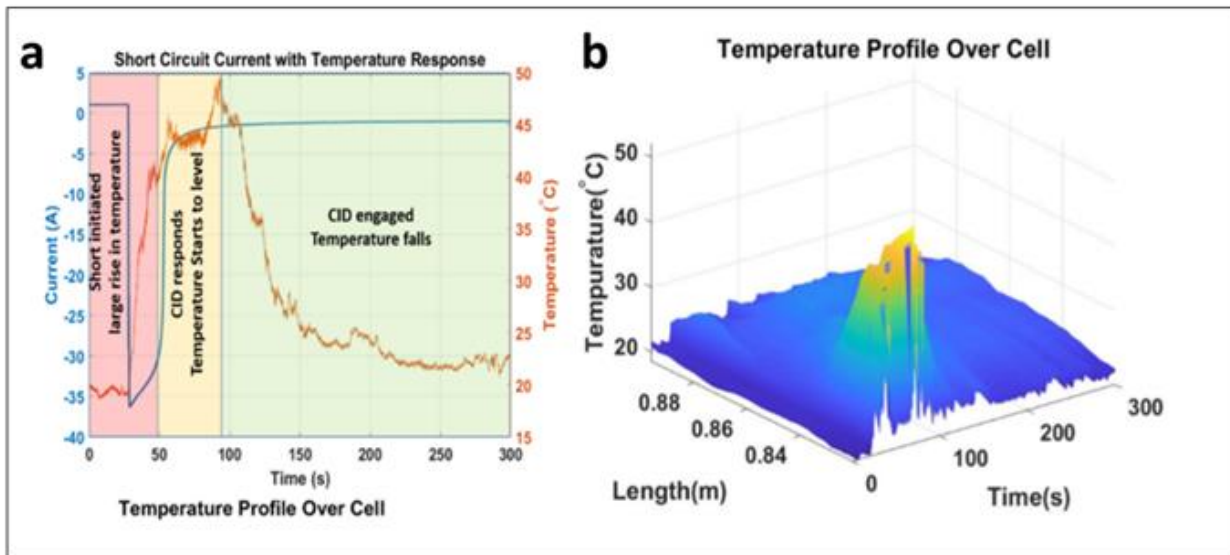 a
Short Circuit Current with Temperature Response
Current (A)
5
0
-5
-10
-15
-20
-25
-30
-35
-40
Short initiated
large rise in temperature
CID responds
Temperature Starts to level
CID engaged
Temperature falls
50
45
40
35
30
25
20
15
Temperature (°C)
0 50 100 150 200 250 300
Time (s)
Temperature Profile Over Cell
b
Temperature Profile Over Cell
Tempurature(°C)
50
40
30
20
0.88
0.86
0.84
Length(m)
0
100
200
300
Time(s)